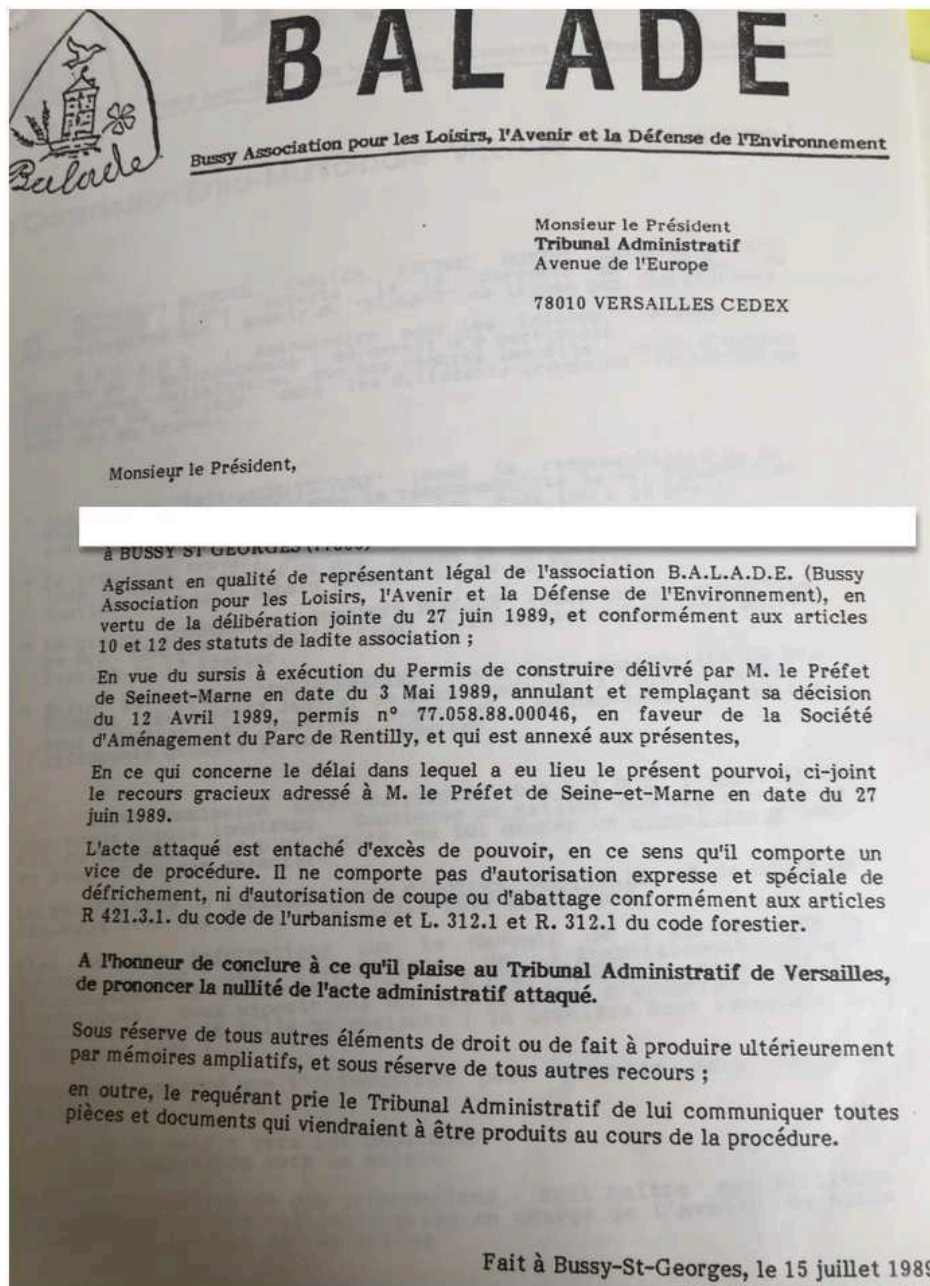 BALADE
Balade
Bussy Association pour les Loisirs, l'Avenir et la Défense de l'Environnement
Monsieur le Président
Tribunal Administratif
Avenue de l'Europe
78010 VERSAILLES CEDEX
Monsieur le Président,
à BUSSY ST GEORGES
Agissant en qualité de représentant légal de l'association B.A.L.A.D.E. (Bussy
Association pour les Loisirs, l'Avenir et la Défense de l'Environnement), en
vertu de la délibération jointe du 27 juin 1989, et conformément aux articles
10 et 12 des statuts de ladite association ;
En vue du sursis à exécution du Permis de construire délivré par M. le Préfet
de Seineet-Marne en date du 3 Mai 1989, annulant et remplaçant sa décision
du 12 Avril 1989, permis n° 77.058.88.00046, en faveur de la Société
d'Aménagement du Parc de Rentilly, et qui est annexé aux présentes,
En ce qui concerne le délai dans lequel a eu lieu le présent pourvoi, ci-joint
le recours gracieux adressé à M. le Préfet de Seine-et-Marne en date du 27
juin 1989.
L'acte attaqué est entaché d'excès de pouvoir, en ce sens qu'il comporte un
vice de procédure. Il ne comporte pas d'autorisation expresse et spéciale de
défrichement, ni d'autorisation de coupe ou d'abattage conformément aux articles
R 421.3.1. du code de l'urbanisme et L. 312.1 et R. 312.1 du code forestier.
A l'honneur de conclure à ce qu'il plaise au Tribunal Administratif de Versailles,
de prononcer la nullité de l'acte administratif attaqué.
Sous réserve de tous autres éléments de droit ou de fait à produire ultérieurement
par mémoires ampliatifs, et sous réserve de tous autres recours ;
en outre, le requérant prie le Tribunal Administratif de lui communiquer toutes
pièces et documents qui viendraient à être produits au cours de la procédure.
Fait à Bussy-St-Georges, le 15 juillet 1989